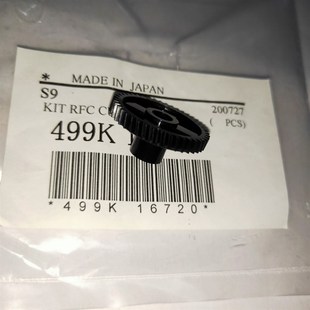 * MADE IN JAPAN
S9 200727
KIT RFC ( PCS)
499K
*499K 16720*